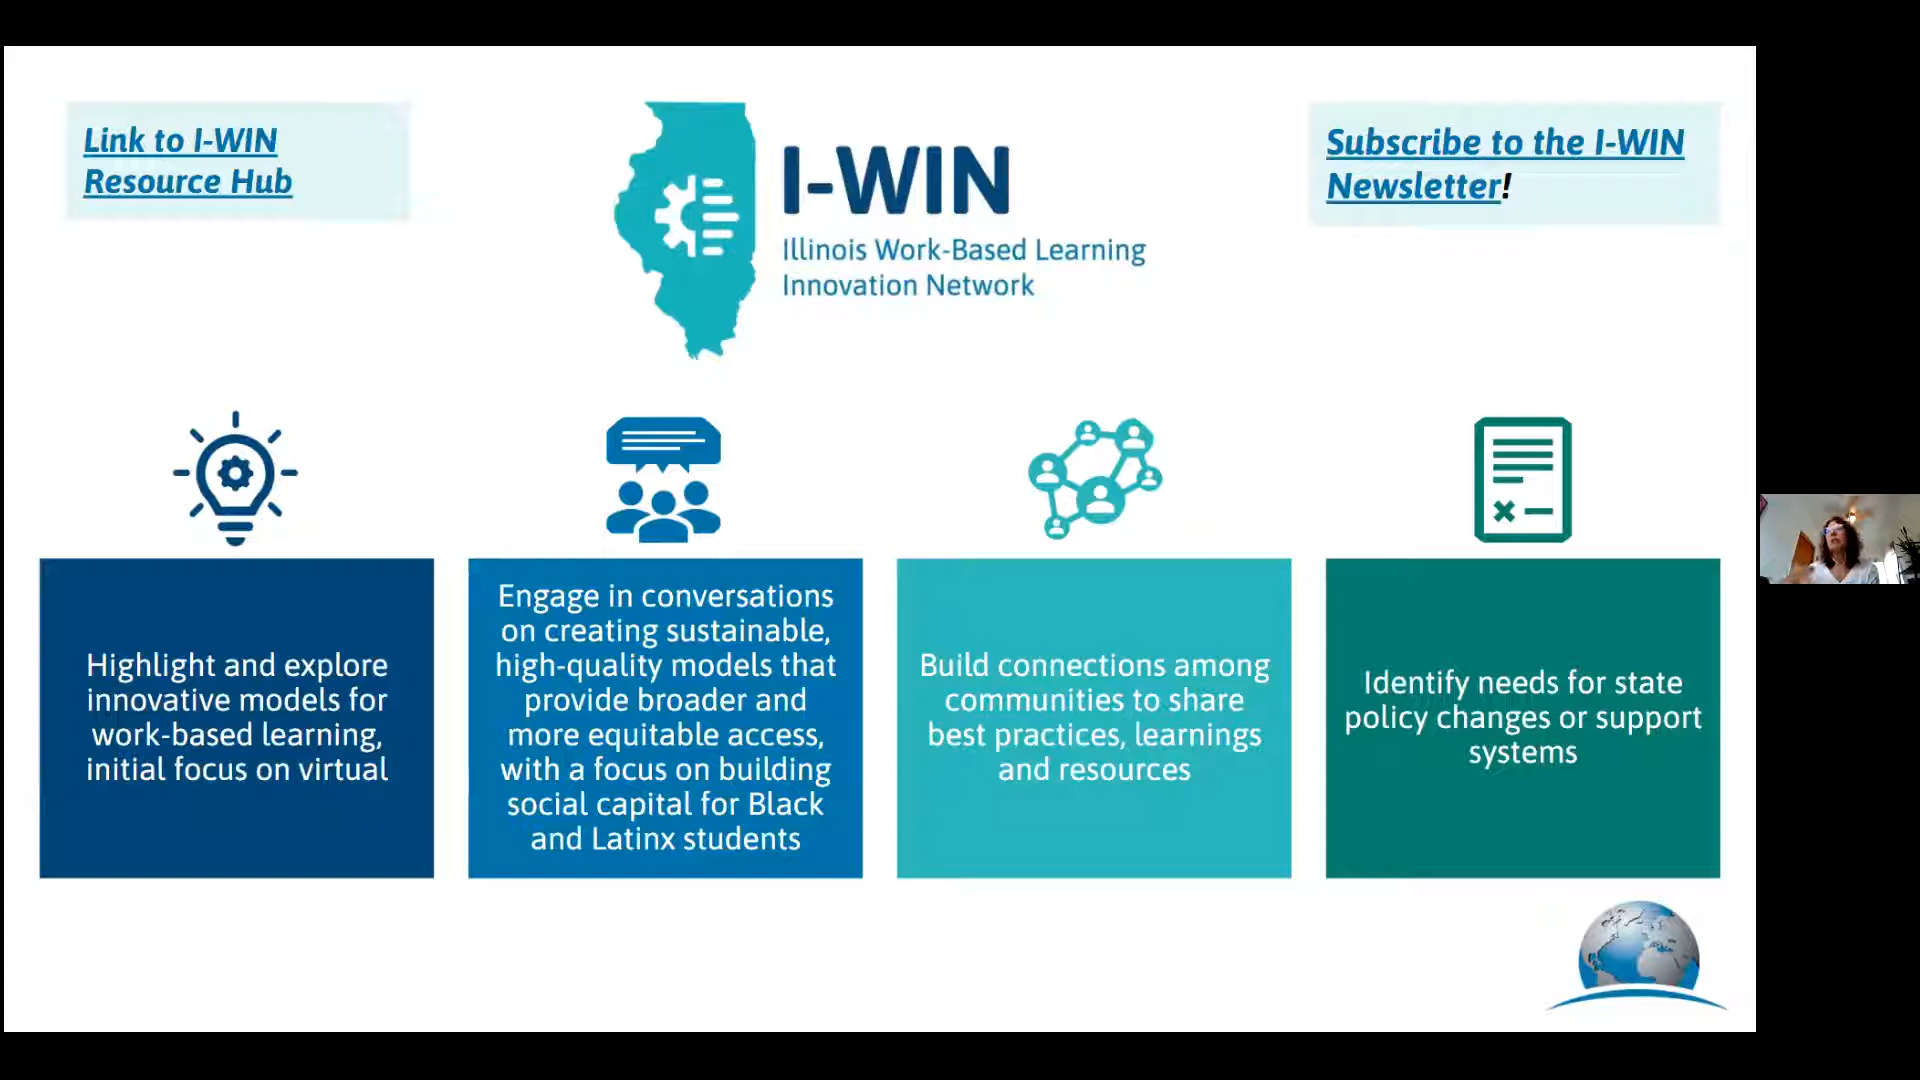 Link to I-WIN
Resource Hub
I-WIN
Illinois Work-Based Learning
Innovation Network
Subscribe to the I-WIN
Newsletter!
Highlight and explore
innovative models for
work-based learning,
initial focus on virtual
Engage in conversations
on creating sustainable,
high-quality models that
provide broader and
more equitable access,
with a focus on building
social capital for Black
and Latinx students
Build connections among
communities to share
best practices, learnings
and resources
Identify needs for state
policy changes or support
systems